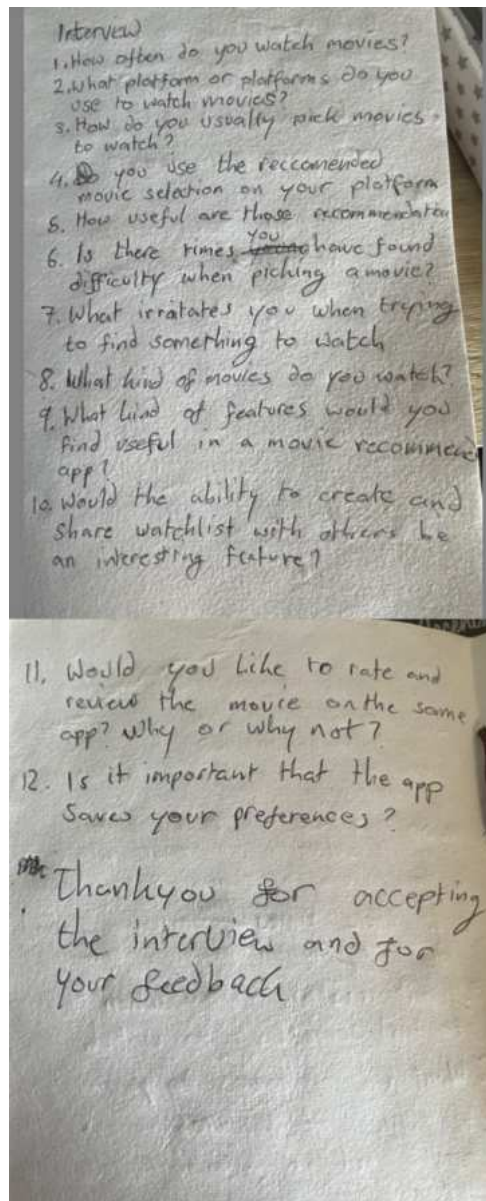 Interveiw
1. How often do you watch movies?
2. What platform or platforms do you
use to watch movies?
3. How do you usually pick movies
to watch?
4. Do you use the reccomended
movie selection on your platform
5. How useful are those recommendation
6. Is there times you have found
difficulty when picking a movie?
7. What irratates you when trying
to find something to watch
8. What kind of movies do you watch?
9. What kind of features would you
find useful in a movie recommend
app?
10. Would the ability to create and
share watchlist with others be
an interesting feature?
11. Would you like to rate and
review the movie on the same
app? Why or why not?
12. Is it important that the app
saves your preferences?
Thankyou for accepting
the interview and for
your feedback